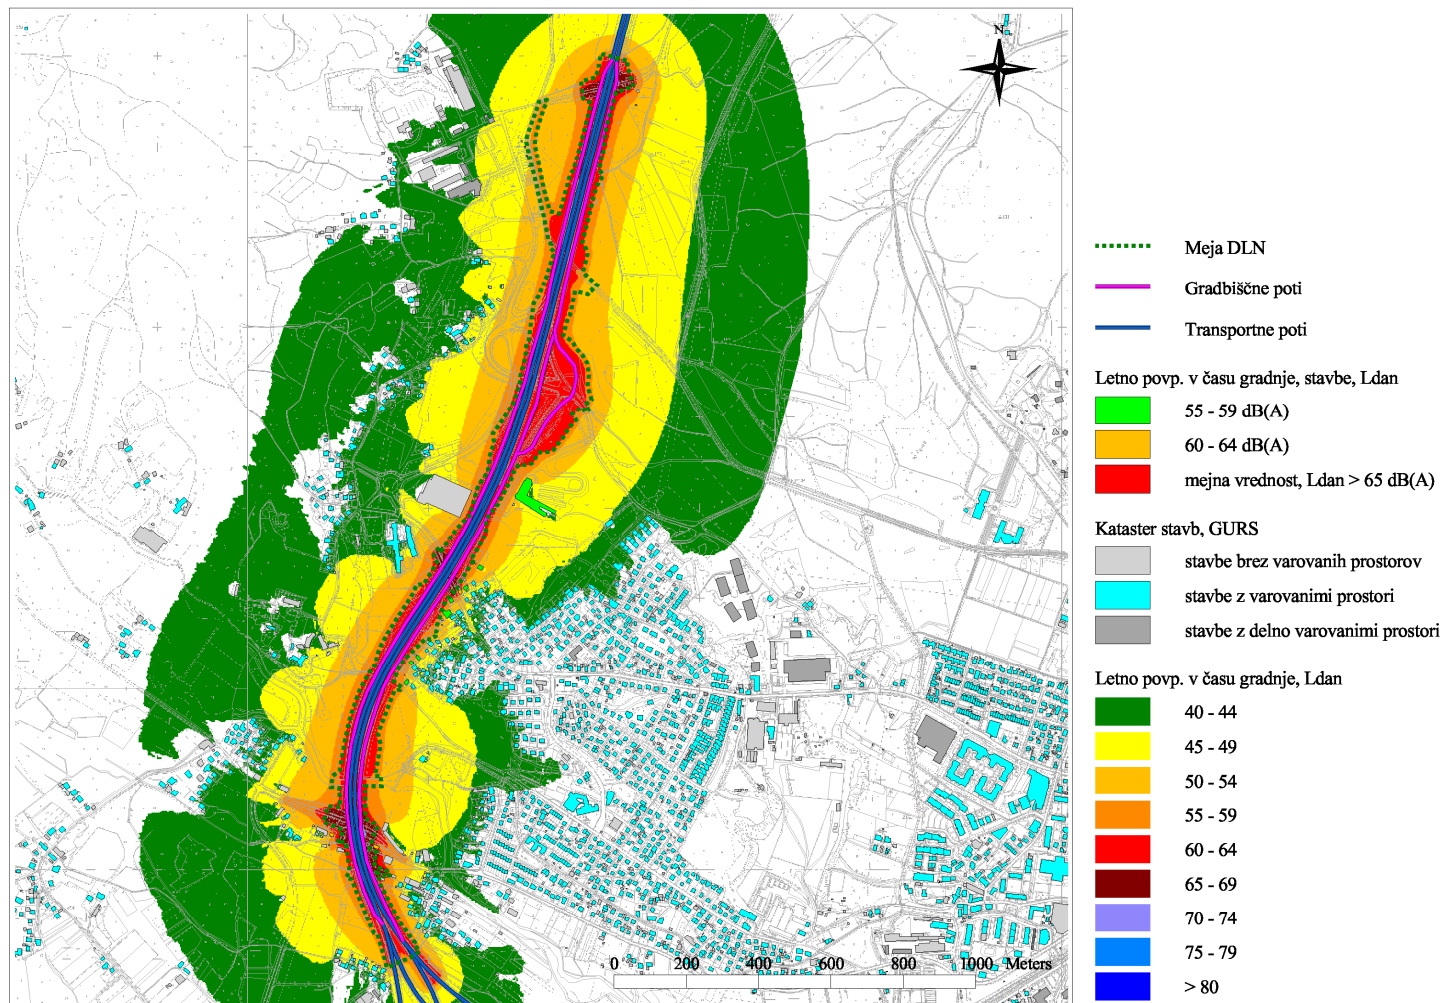 N
Meja DLN
Gradbiščne poti
Transportne poti
Letno povp. v času gradnje, stavbe, Ldan
55 - 59 dB(A)
60 - 64 dB(A)
mejna vrednost, Ldan > 65 dB(A)
Kataster stavb, GURS
stavbe brez varovanih prostorov
stavbe z varovanimi prostori
stavbe z delno varovanimi prostori
Letno povp. v času gradnje, Ldan
40 - 44
45 - 49
50 - 54
55 - 59
60 - 64
65 - 69
70 - 74
75 - 79
> 80
0 200 400 600 800 1000 Meters